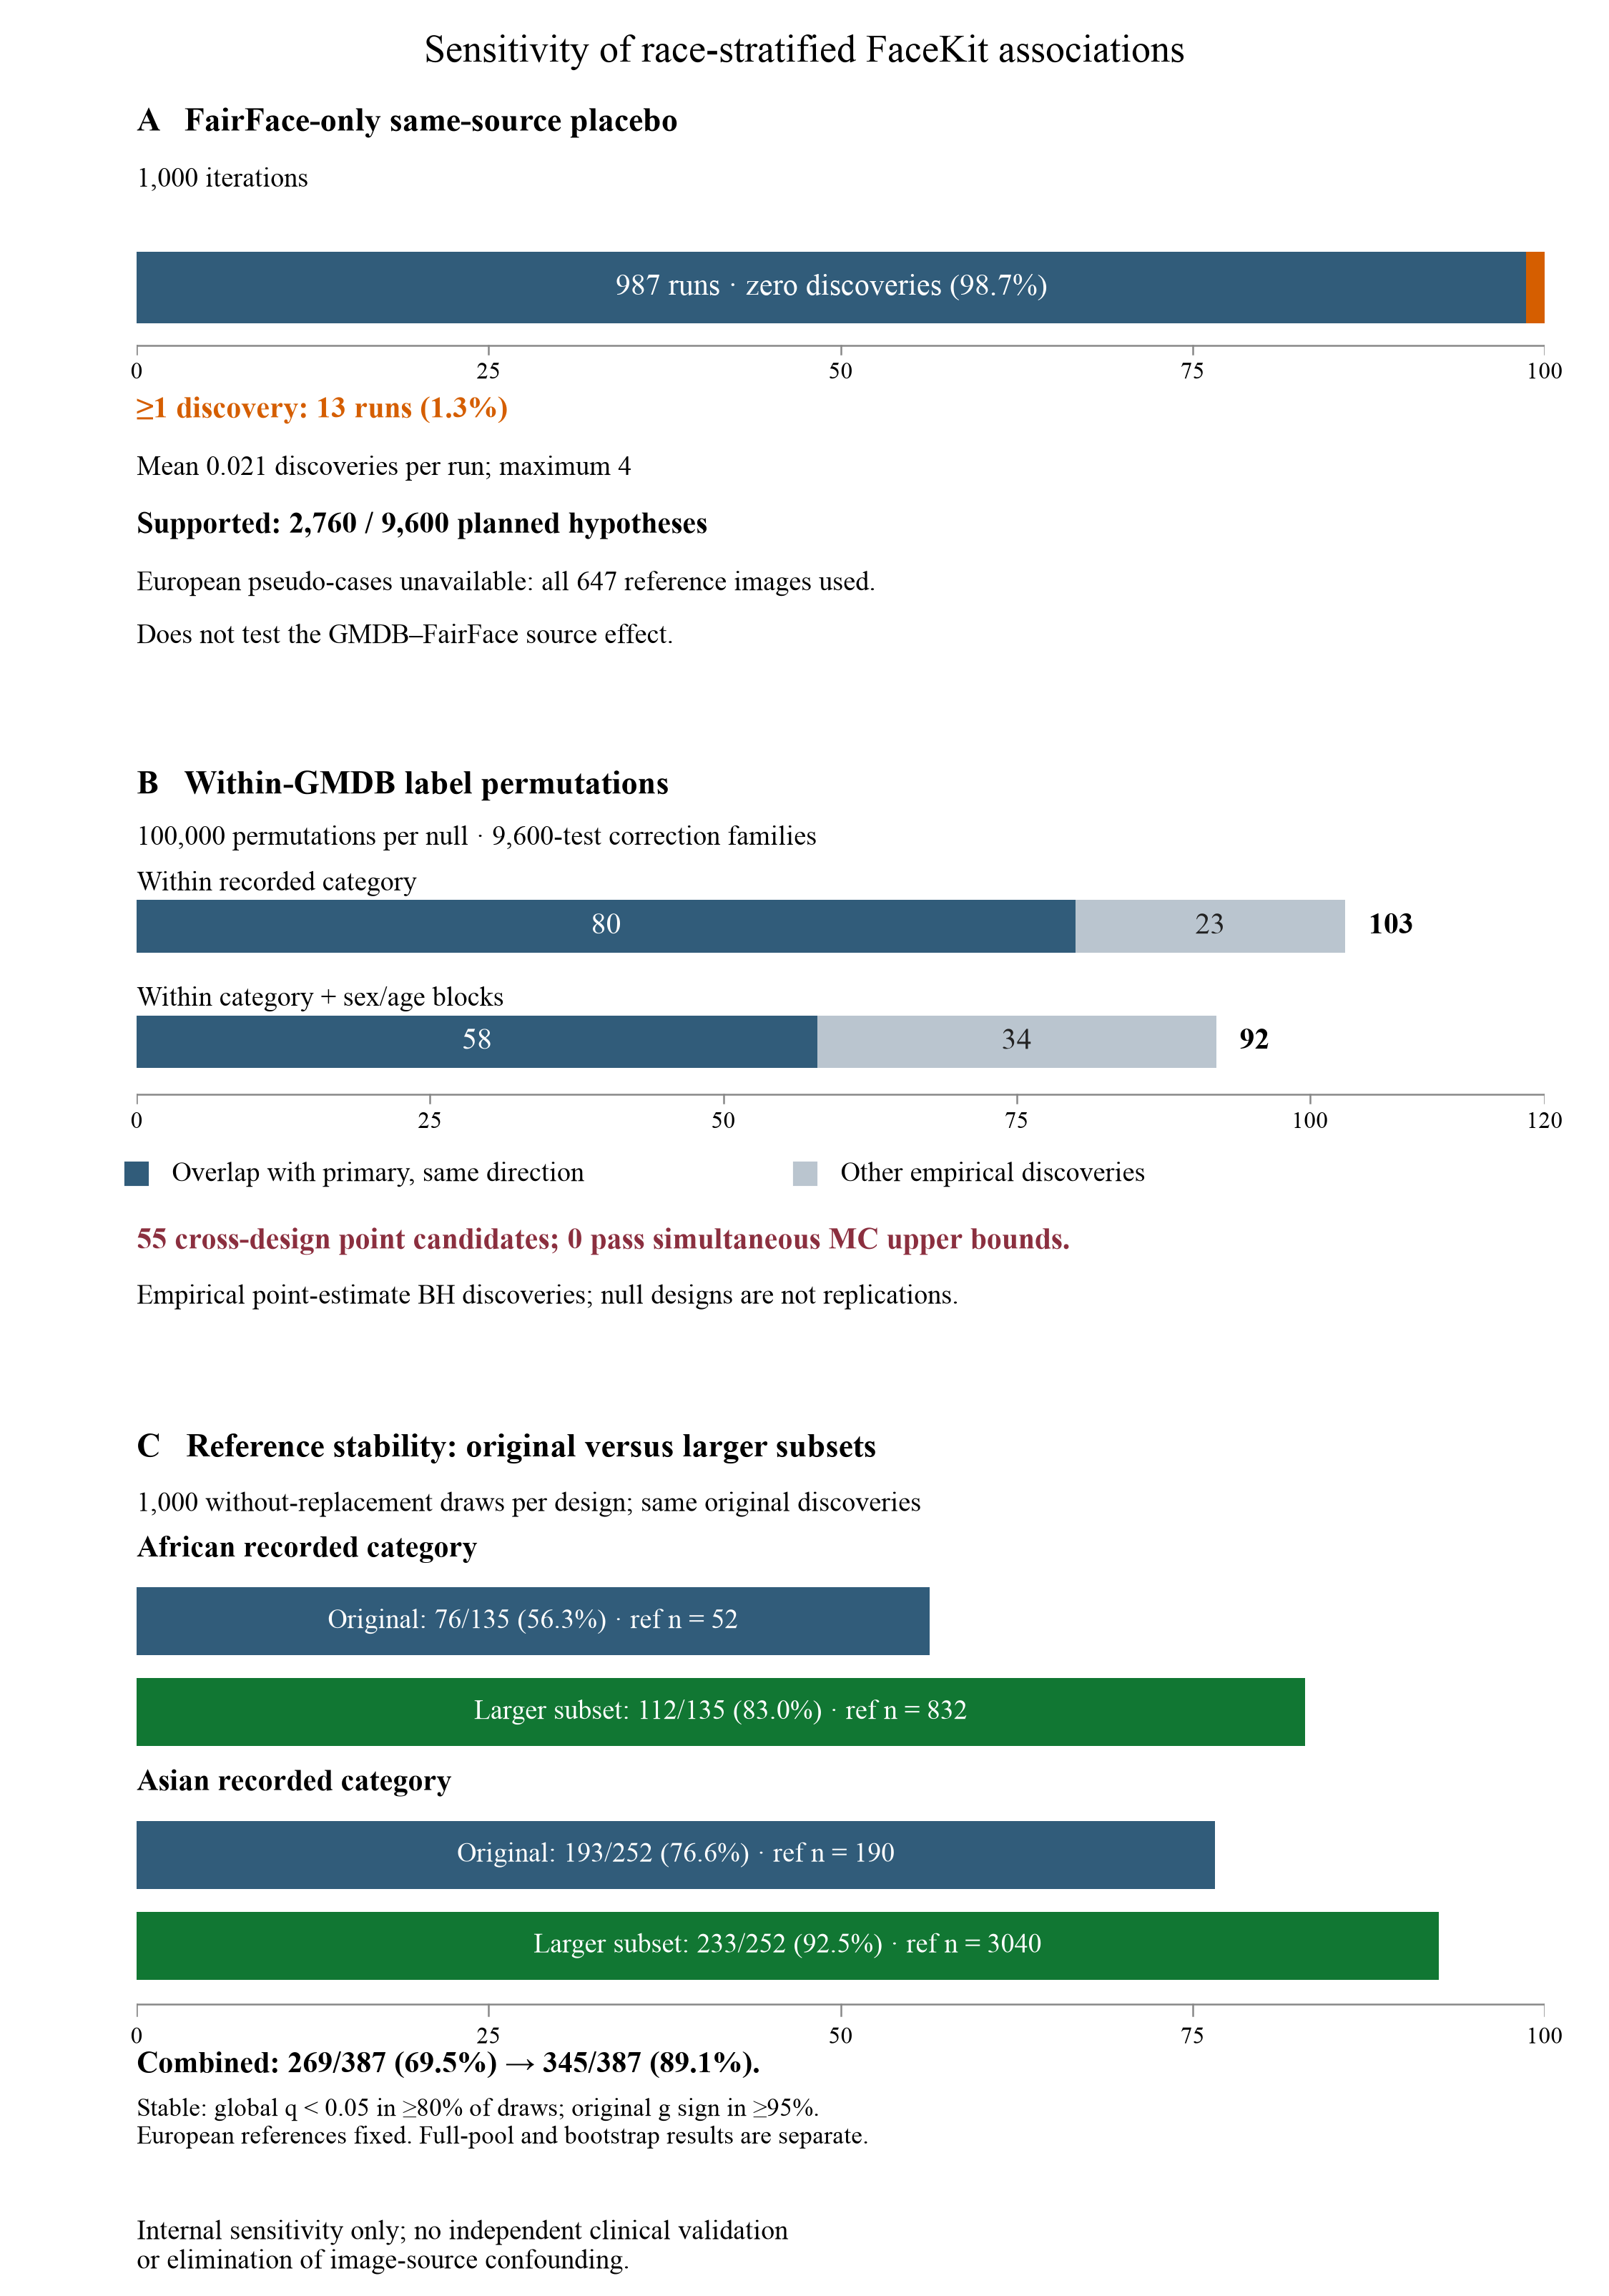 Sensitivity of race-stratified FaceKit associations
A FairFace-only same-source placebo
1,000 iterations
987 runs · zero discoveries (98.7%)
0 25 50 75 100
≥1 discovery: 13 runs (1.3%)
Mean 0.021 discoveries per run; maximum 4
Supported: 2,760 / 9,600 planned hypotheses
European pseudo-cases unavailable: all 647 reference images used.
Does not test the GMDB–FairFace source effect.
B Within-GMDB label permutations
100,000 permutations per null · 9,600-test correction families
Within recorded category
80 23 103
Within category + sex/age blocks
58 34 92
0 25 50 75 100 120
Overlap with primary, same direction Other empirical discoveries
55 cross-design point candidates; 0 pass simultaneous MC upper bounds.
Empirical point-estimate BH discoveries; null designs are not replications.
C Reference stability: original versus larger subsets
1,000 without-replacement draws per design; same original discoveries
African recorded category
Original: 76/135 (56.3%) · ref n = 52
Larger subset: 112/135 (83.0%) · ref n = 832
Asian recorded category
Original: 193/252 (76.6%) · ref n = 190
Larger subset: 233/252 (92.5%) · ref n = 3040
0 25 50 75 100
Combined: 269/387 (69.5%) → 345/387 (89.1%).
Stable: global q < 0.05 in ≥80% of draws; original g sign in ≥95%.
European references fixed. Full-pool and bootstrap results are separate.
Internal sensitivity only; no independent clinical validation
or elimination of image-source confounding.